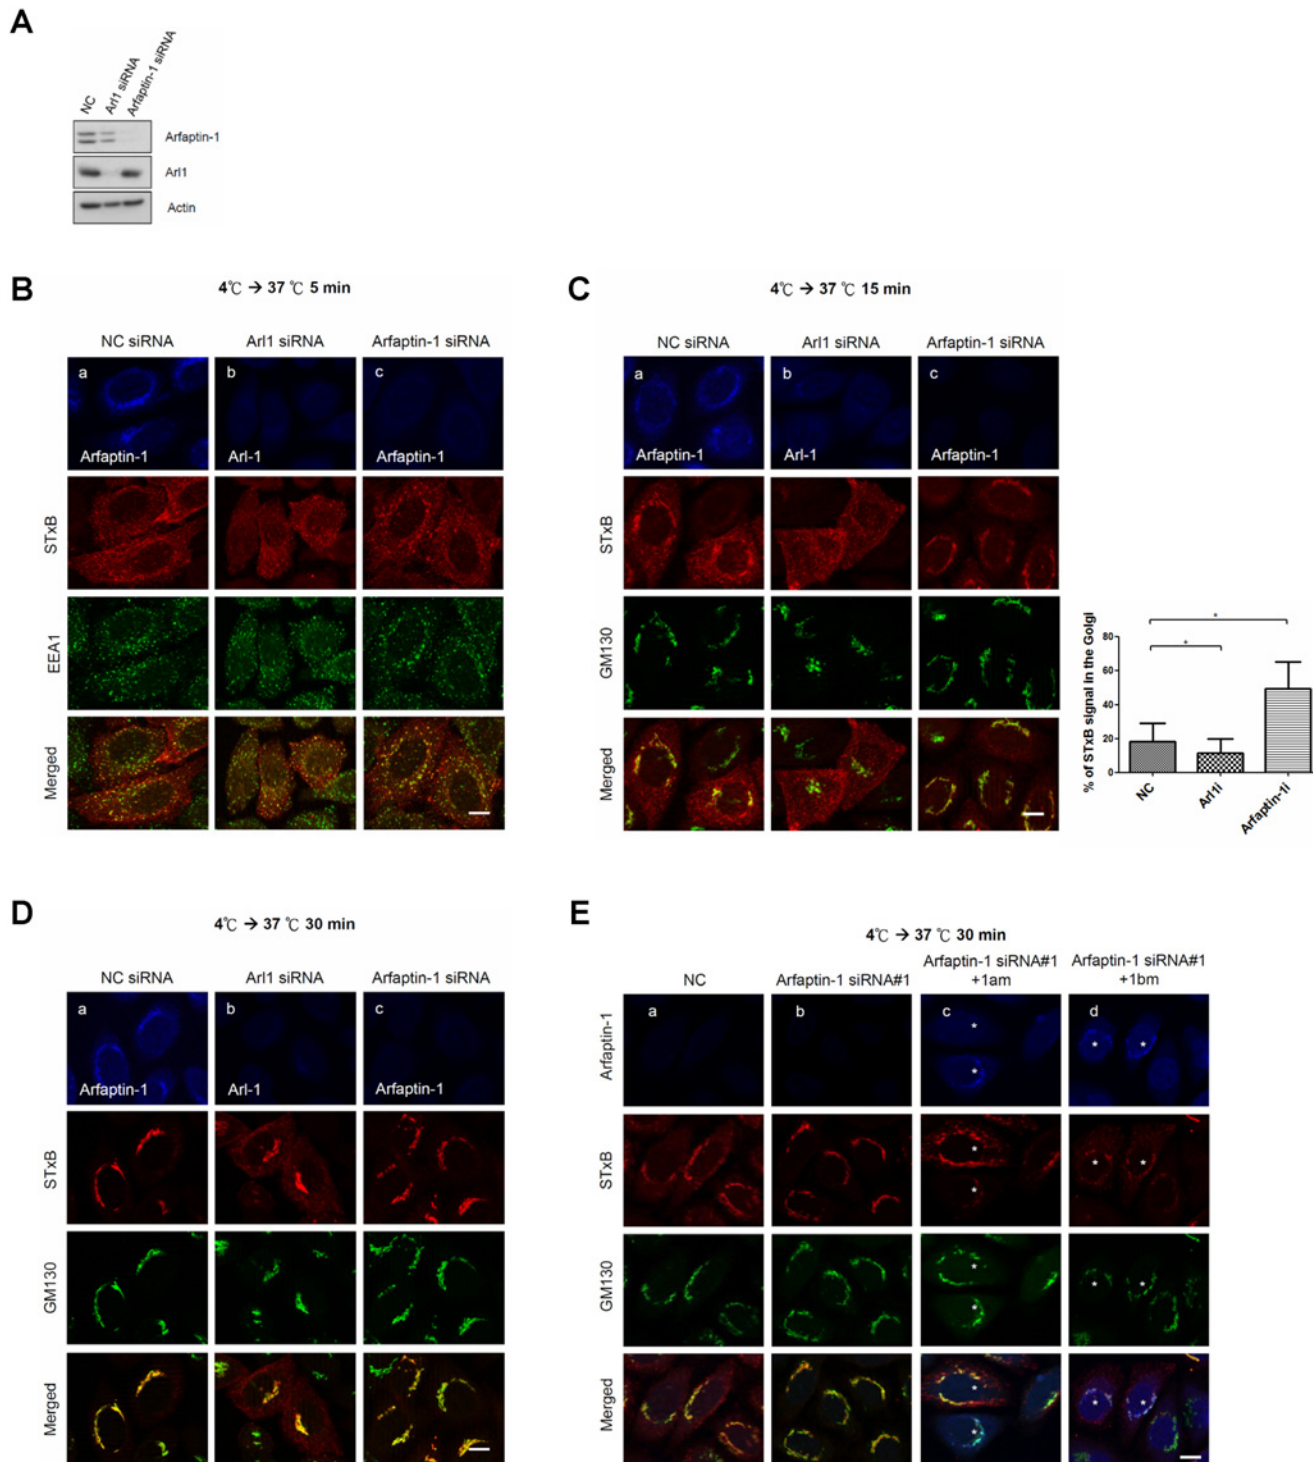 A
NC
Arl1 siRNA
Arfaptin-1 siRNA
Arfaptin-1
Arl1
Actin
B
4℃ → 37 ℃ 5 min
NC siRNA Arl1 siRNA Arfaptin-1 siRNA
a b c
Arfaptin-1 Arl-1 Arfaptin-1
STxB
EEA1
Merged
C
4℃ → 37 ℃ 15 min
NC siRNA Arl1 siRNA Arfaptin-1 siRNA
a b c
Arfaptin-1 Arl-1 Arfaptin-1
STxB
GM130
Merged
% of STxB signal in the Golgi
80
60
40
20
0
* *
NC Arl1i Arfaptin-1i
D
4℃ → 37 ℃ 30 min
NC siRNA Arl1 siRNA Arfaptin-1 siRNA
a b c
Arfaptin-1 Arl-1 Arfaptin-1
STxB
GM130
Merged
E
4℃ → 37 ℃ 30 min
NC Arfaptin-1 siRNA#1 Arfaptin-1 siRNA#1 +1am Arfaptin-1 siRNA#1 +1bm
a b c d
Arfaptin-1
STxB
GM130
Merged